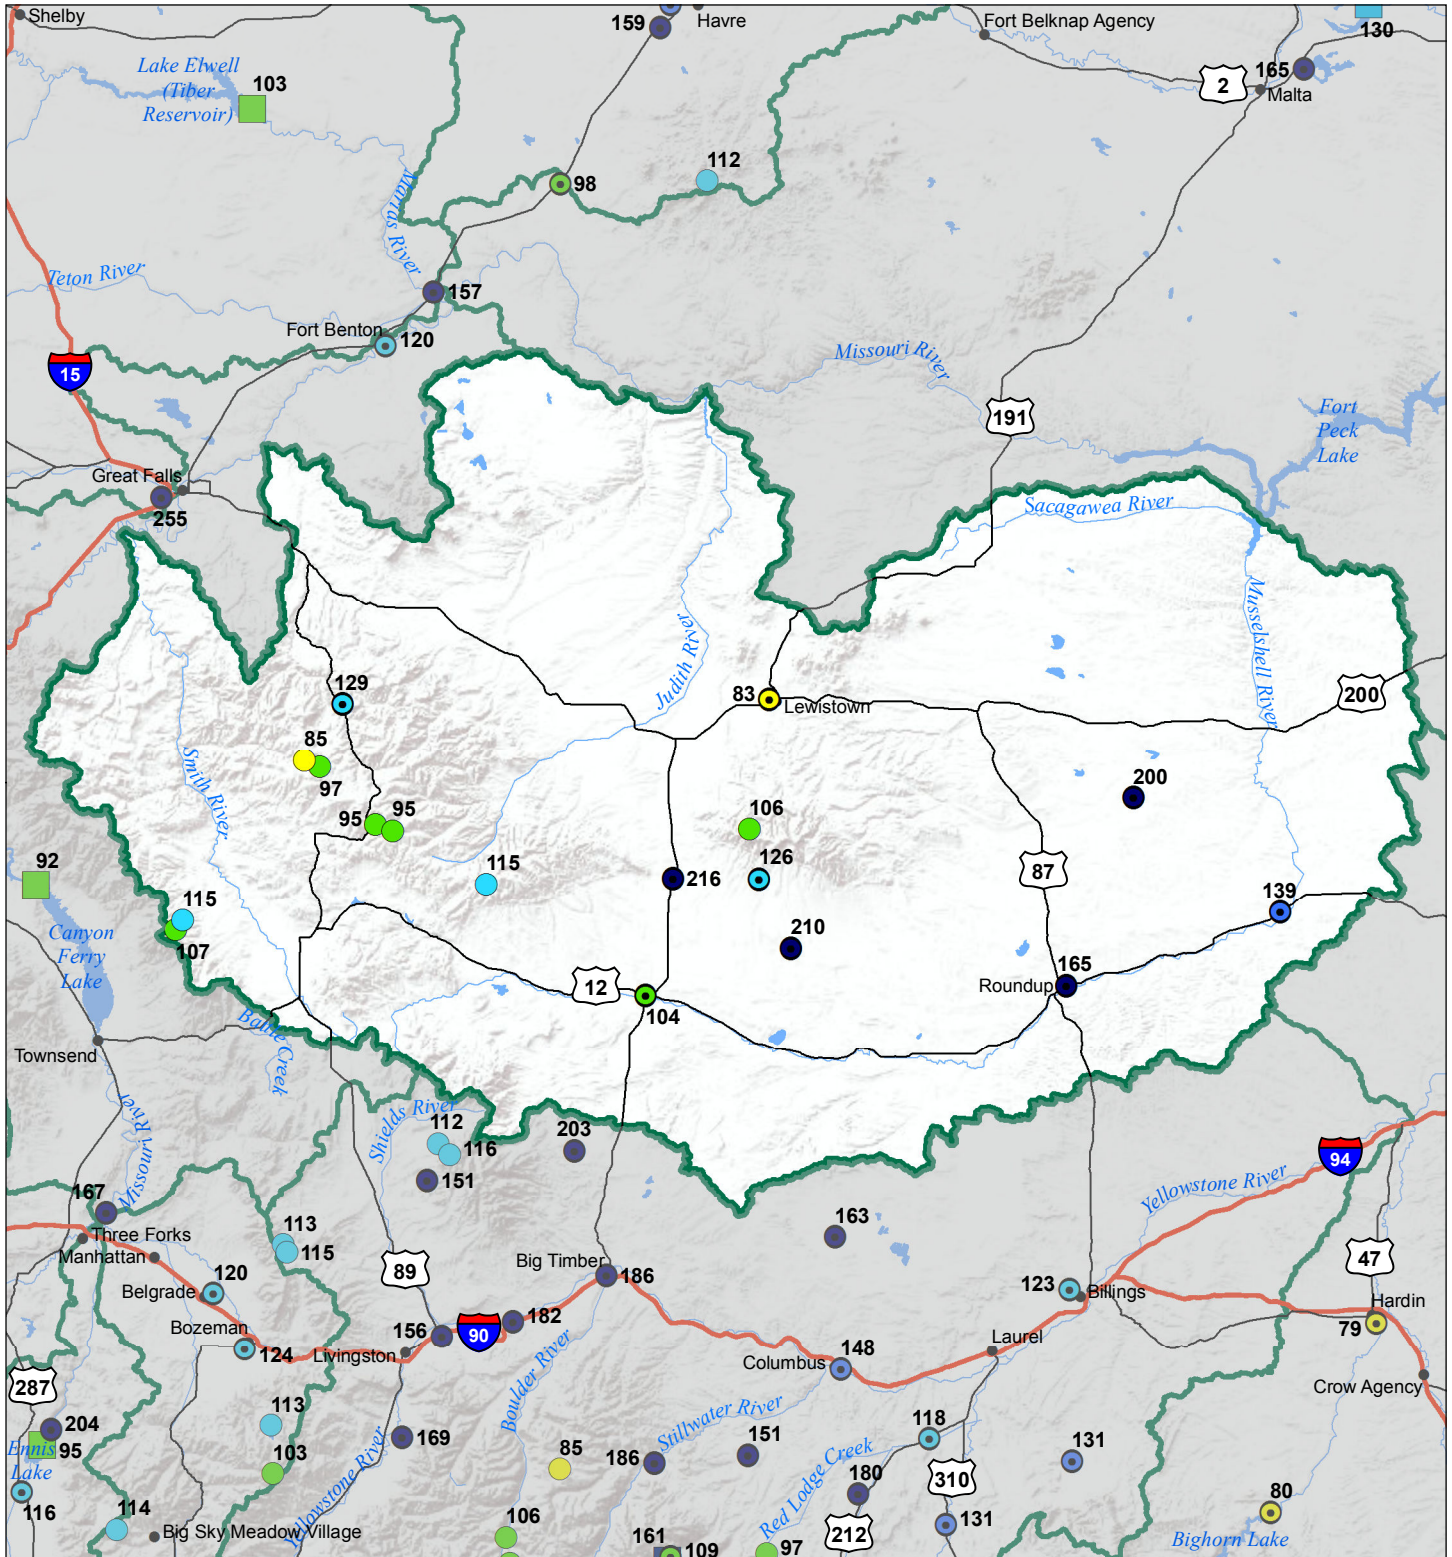 Shelby
159
Havre
Fort Belknap Agency
130
Lake Elwell
(Tiber
Reservoir)
103
2
165
Malta
112
98
Marias River
Teton River
157
Fort Benton
120
Missouri River
15
191
Fort
Peck
Lake
Great Falls
255
Sacagawea River
Musselshell River
Judith River
129
83
Lewistown
200
85
97
Smith River
200
95
95
106
115
126
216
87
92
115
107
139
Canyon
Ferry
Lake
210
165
Roundup
12
104
Battle Creek
Townsend
Missouri River
Shields River
112
116
203
151
94
Yellowstone River
167
Three Forks
Manhattan
113
115
163
89
Big Timber
186
47
120
Belgrade
123
Billings
Hardin
79
Bozeman
124
156
90
182
Livingston
Laurel
148
Columbus
Boulder River
287
Crow Agency
204
95
Ennis
Lake
113
169
Stillwater River
151
118
103
85
186
Red Lodge Creek
131
116
310
180
80
114
Big Sky Meadow Village
Yellowstone River
106
161
109
97
212
131
Bighorn Lake